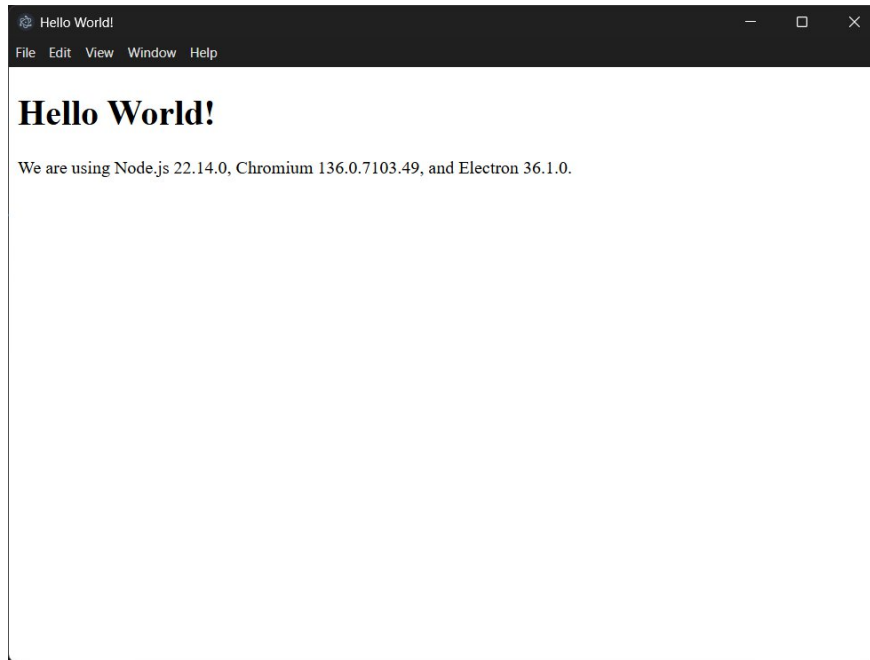 Hello World!
File Edit View Window Help
Hello World!
We are using Node.js 22.14.0, Chromium 136.0.7103.49, and Electron 36.1.0.